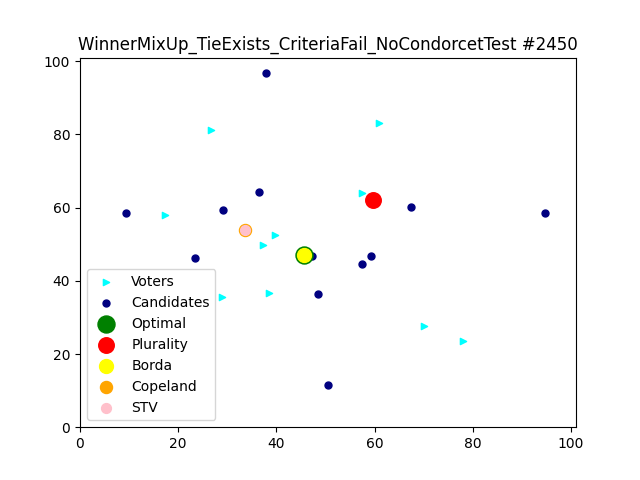 WinnerMixUp_TieExists_CriteriaFail_NoCondorcetTest #2450
100
80
60
40
20
0
Voters
Candidates
Optimal
Plurality
Borda
Copeland
STV
0 20 40 60 80 100